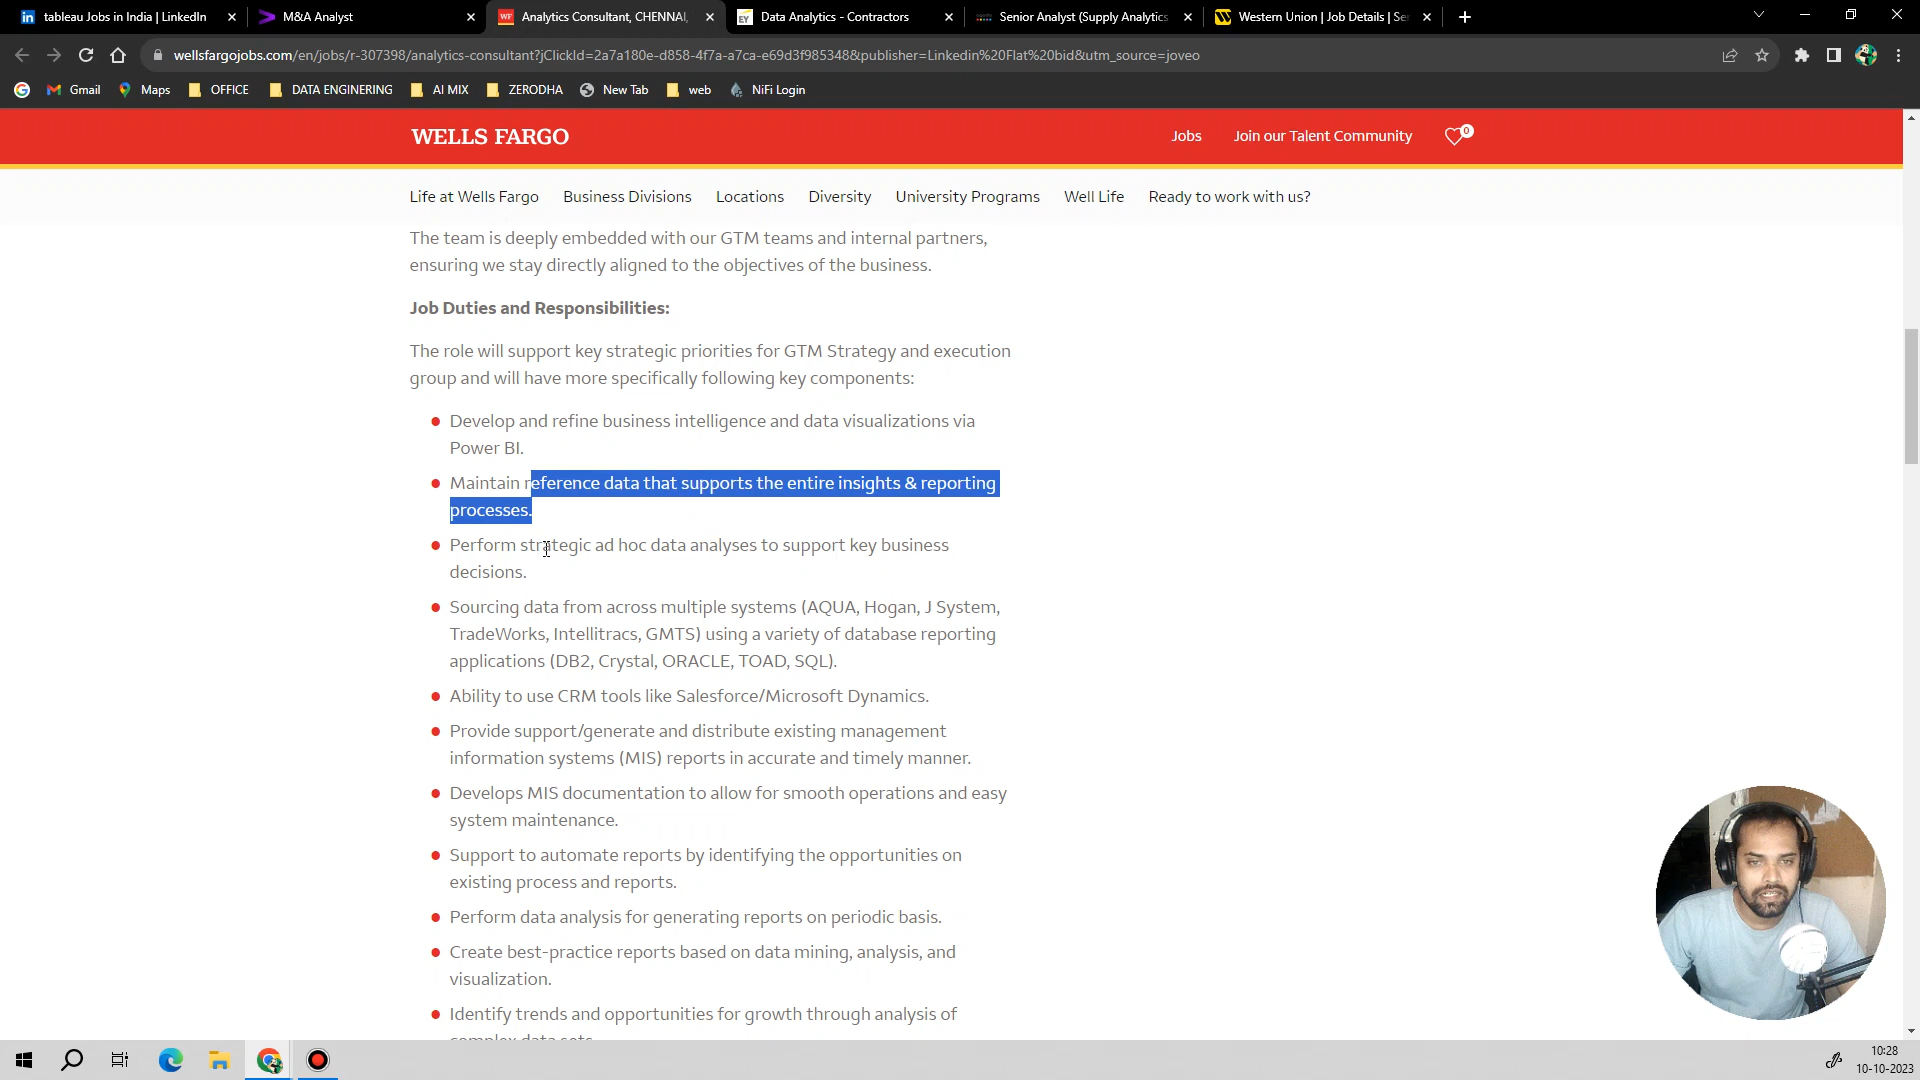 tableau Jobs in India | LinkedIn
M&A Analyst
Analytics Consultant, CHENNAI,
Data Analytics - Contractors
Senior Analyst (Supply Analytics
Western Union | Job Details | Se
wellsfargojobs.com/en/jobs/r-307398/analytics-consultant?jClickId=2a7a180e-d858-4f7a-a7ca-e69d3f985348&publisher=Linkedin%20Flat%20bid&utm_source=joveo
Gmail Maps OFFICE DATA ENGINERING AI MIX ZERODHA New Tab web NiFi Login
WELLS FARGO
Jobs Join our Talent Community 0
Life at Wells Fargo Business Divisions Locations Diversity University Programs Well Life Ready to work with us?
The team is deeply embedded with our GTM teams and internal partners,
ensuring we stay directly aligned to the objectives of the business.
Job Duties and Responsibilities:
The role will support key strategic priorities for GTM Strategy and execution
group and will have more specifically following key components:
Develop and refine business intelligence and data visualizations via
Power BI.
Maintain reference data that supports the entire insights & reporting
processes.
Perform strategic ad hoc data analyses to support key business
decisions.
Sourcing data from across multiple systems (AQUA, Hogan, J System,
TradeWorks, Intellitracs, GMTS) using a variety of database reporting
applications (DB2, Crystal, ORACLE, TOAD, SQL).
Ability to use CRM tools like Salesforce/Microsoft Dynamics.
Provide support/generate and distribute existing management
information systems (MIS) reports in accurate and timely manner.
Develops MIS documentation to allow for smooth operations and easy
system maintenance.
Support to automate reports by identifying the opportunities on
existing process and reports.
Perform data analysis for generating reports on periodic basis.
Create best-practice reports based on data mining, analysis, and
visualization.
Identify trends and opportunities for growth through analysis of
complex data sets.
10:28
10-10-2023